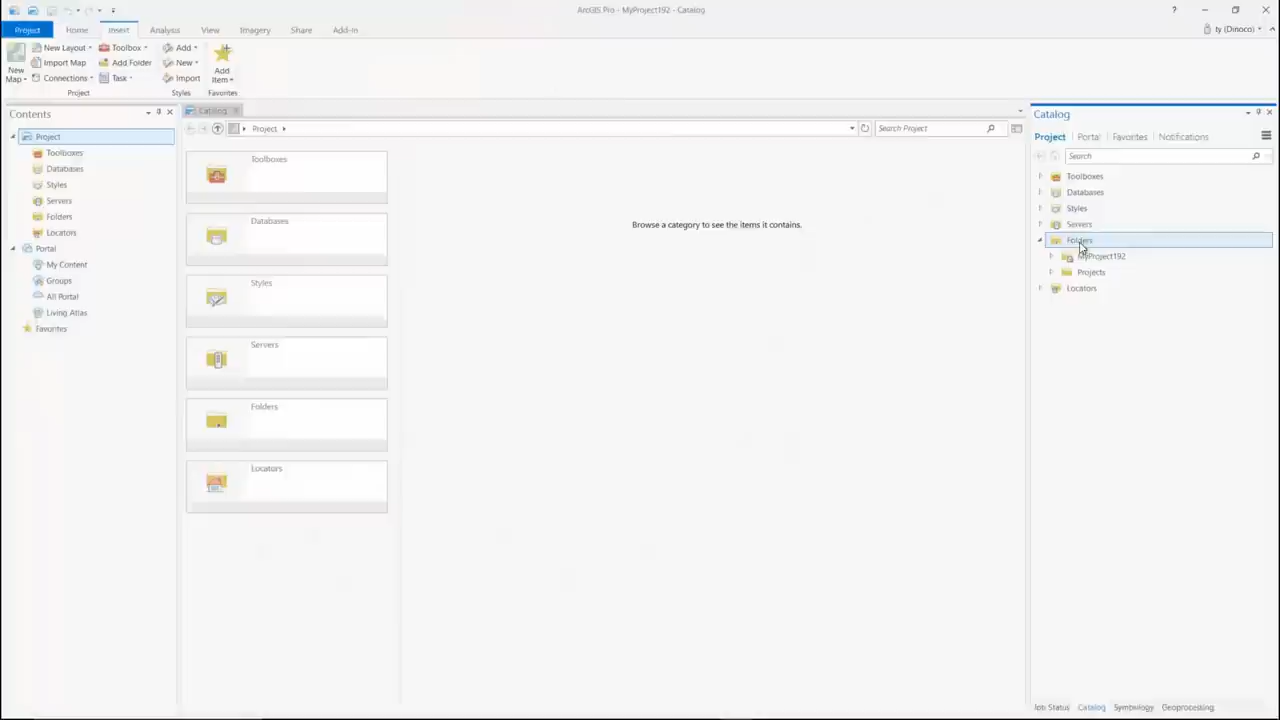 ArcGIS Pro - MyProject192 - Catalog
?
ty (Dinoco)
Project Home Insert Analysis View Imagery Share Add-In
New Map
New Layout
Import Map
Connections
Toolbox
Add Folder
Task
Project
Add
New
Import
Styles
Add Item
Favorites
Contents
Project
Toolboxes
Databases
Styles
Servers
Folders
Locators
Portal
My Content
Groups
All Portal
Living Atlas
Favorites
Catalog
Project
Search Project
Toolboxes
Databases
Styles
Servers
Folders
Locators
Browse a category to see the items it contains.
Catalog
Project Portal Favorites Notifications
Search
Toolboxes
Databases
Styles
Servers
Folders
MyProject192
Projects
Locators
Job Status Catalog Symbology Geoprocessing